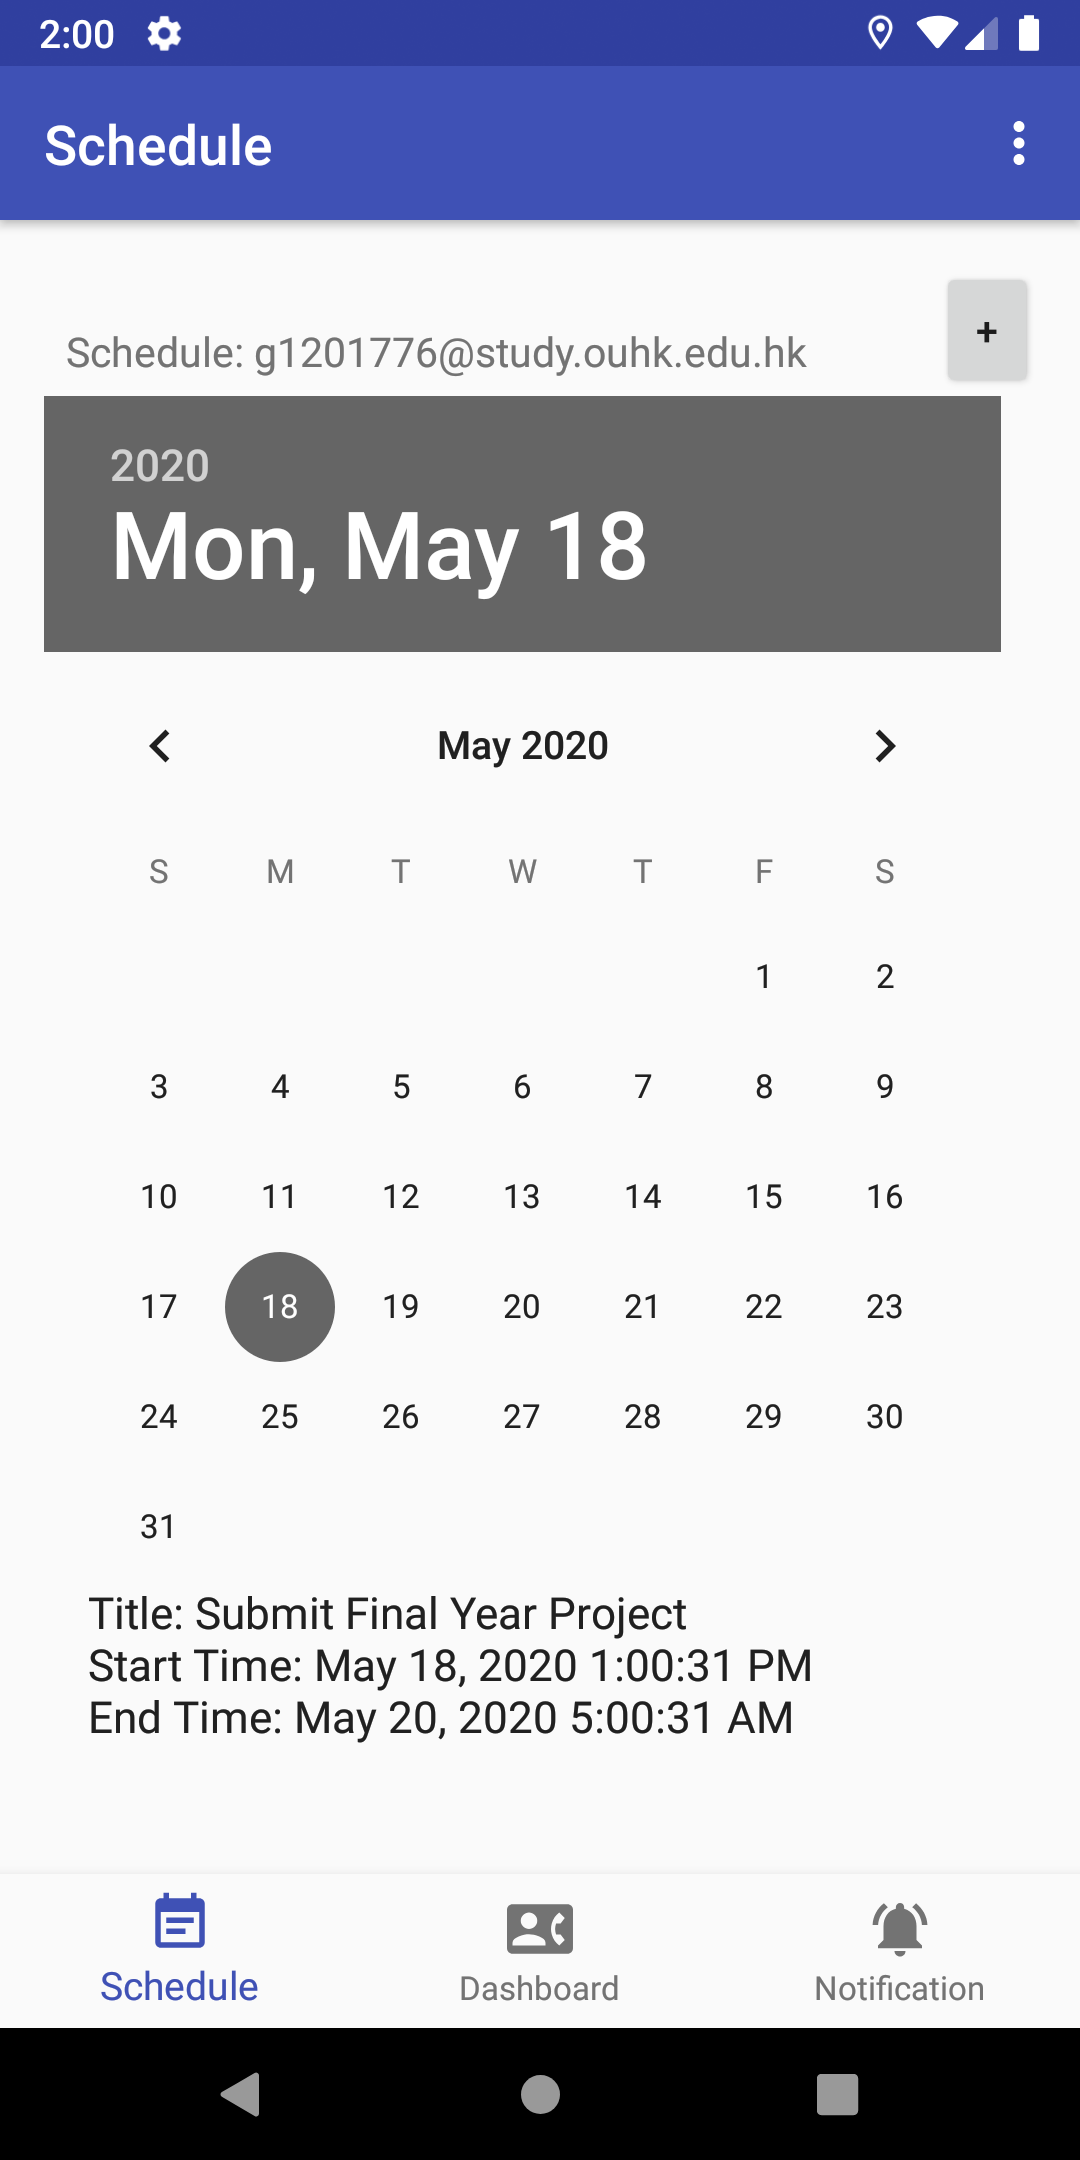 2:00
Schedule
Schedule: g1201776@study.ouhk.edu.hk
+
2020
Mon, May 18
May 2020
S M T W T F S
1 2
3 4 5 6 7 8 9
10 11 12 13 14 15 16
17 18 19 20 21 22 23
24 25 26 27 28 29 30
31
Title: Submit Final Year Project
Start Time: May 18, 2020 1:00:31 PM
End Time: May 20, 2020 5:00:31 AM
Schedule Dashboard Notification